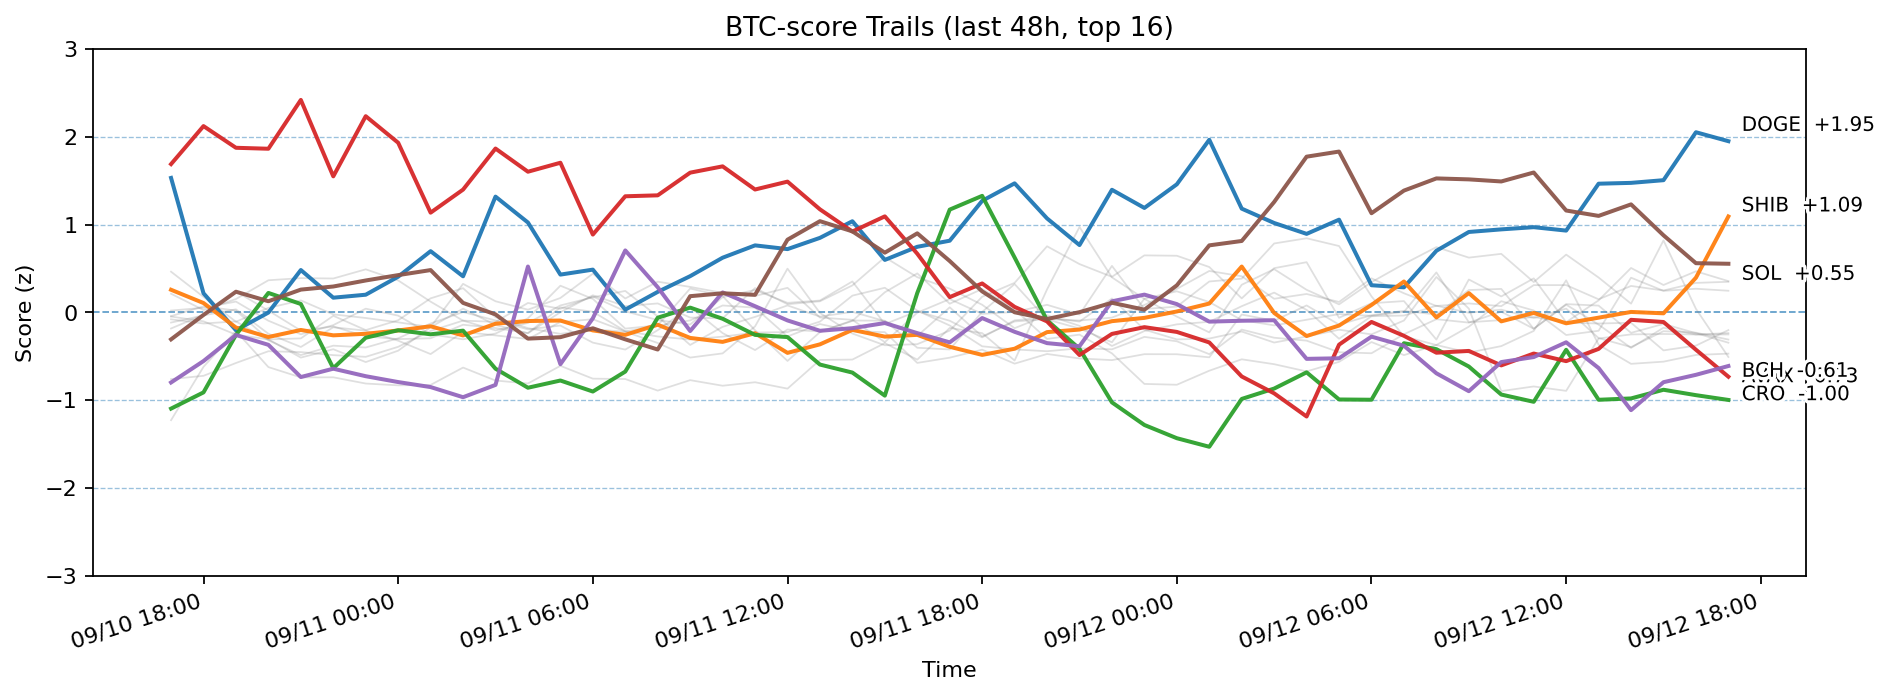 BTC-score Trails (last 48h, top 16)
Score (z)
3
2
1
0
−1
−2
−3
DOGE +1.95
SHIB +1.09
SOL +0.55
BCH -0.61
CRO -1.00
09/10 18:00
09/11 00:00
09/11 06:00
09/11 12:00
09/11 18:00
09/12 00:00
09/12 06:00
09/12 12:00
09/12 18:00
Time